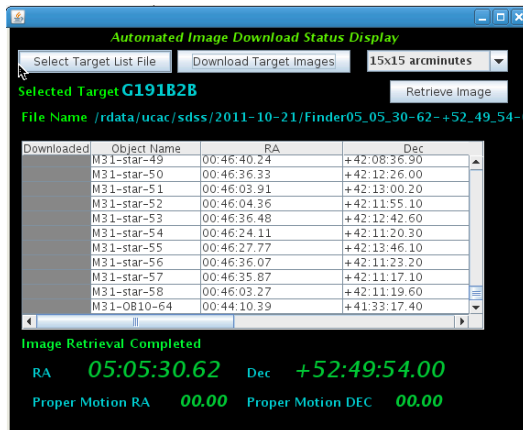 Automated Image Download Status Display
Select Target List File Download Target Images 15x15 arcminutes
Selected Target G191B2B Retrieve Image
File Name /rdata/ucac/sdss/2011-10-21/Finder05_05_30-62-+52_49_54-
Downloaded Object Name RA Dec
M31-star-49 00:46:40.24 +42:08:36.90
M31-star-50 00:46:36.33 +42:12:26.00
M31-star-51 00:46:03.91 +42:13:00.20
M31-star-52 00:46:04.36 +42:11:55.10
M31-star-53 00:46:36.48 +42:12:42.60
M31-star-54 00:46:24.11 +42:11:20.30
M31-star-55 00:46:27.77 +42:13:46.10
M31-star-56 00:46:36.07 +42:11:23.20
M31-star-57 00:46:35.87 +42:11:17.10
M31-star-58 00:46:03.27 +42:11:19.60
M31-OB10-64 00:44:10.39 +41:33:17.40
Image Retrieval Completed
RA 05:05:30.62 Dec +52:49:54.00
Proper Motion RA 00.00 Proper Motion DEC 00.00